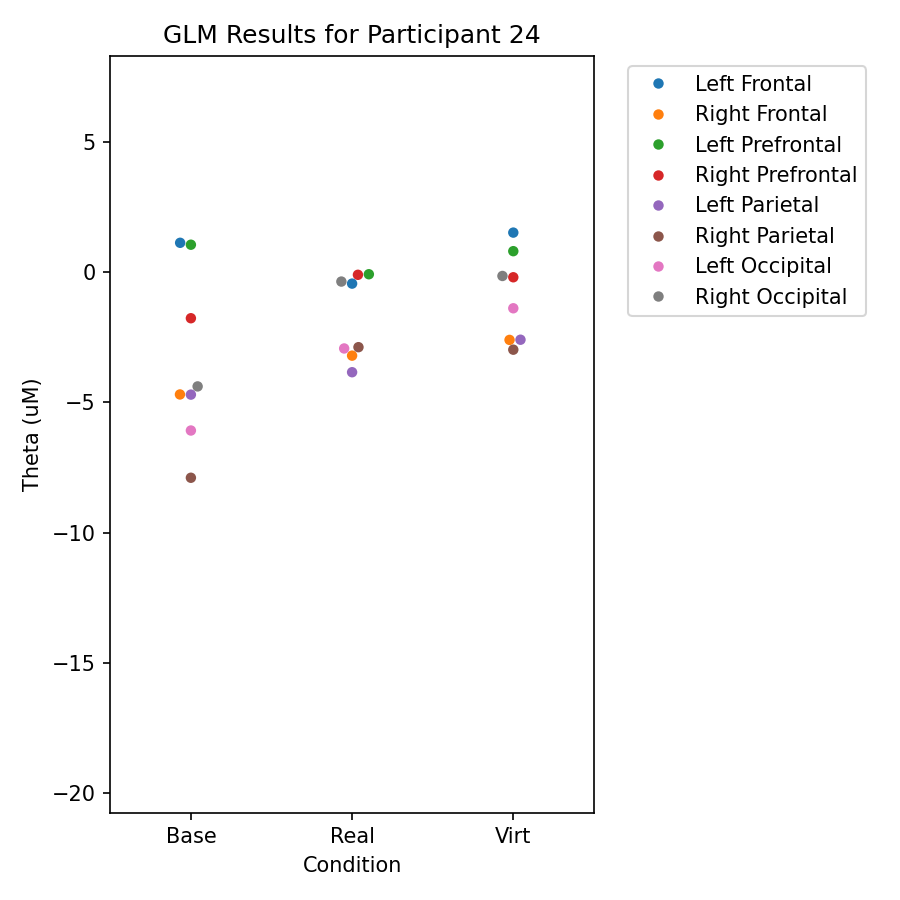 GLM Results for Participant 24
Left Frontal
Right Frontal
Left Prefrontal
Right Prefrontal
Left Parietal
Right Parietal
Left Occipital
Right Occipital
5
0
−5
−10
−15
−20
Theta (uM)
Base Real Virt
Condition